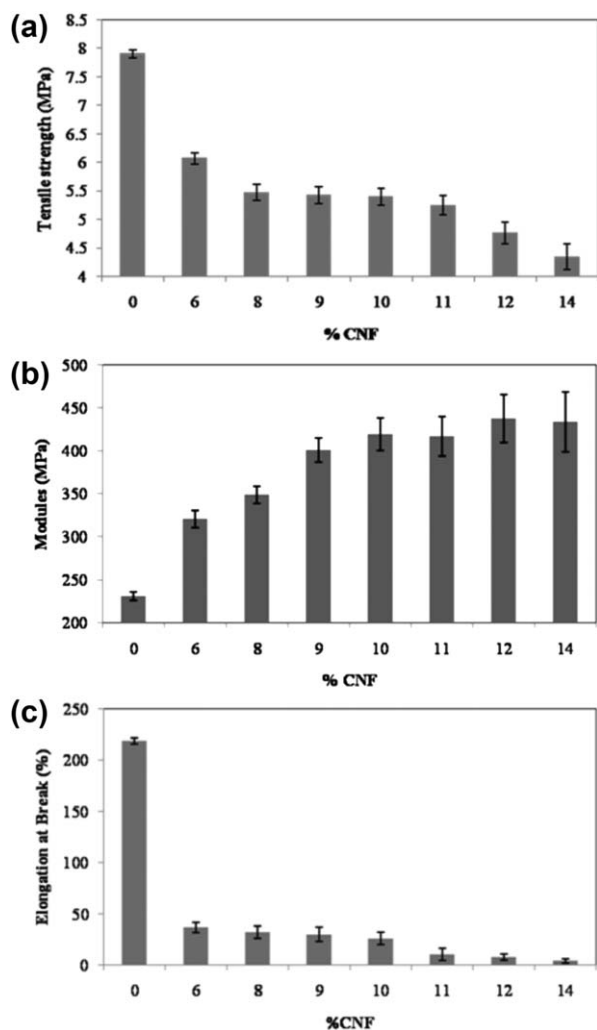 (a)
Tensile strength (MPa)
8.5
8
7.5
7
6.5
6
5.5
5
4.5
4
0 6 8 9 10 11 12 14
% CNF
(b)
Modules (MPa)
500
450
400
350
300
250
200
0 6 8 9 10 11 12 14
% CNF
(c)
Elongation at Break (%)
250
200
150
100
50
0
0 6 8 9 10 11 12 14
%CNF